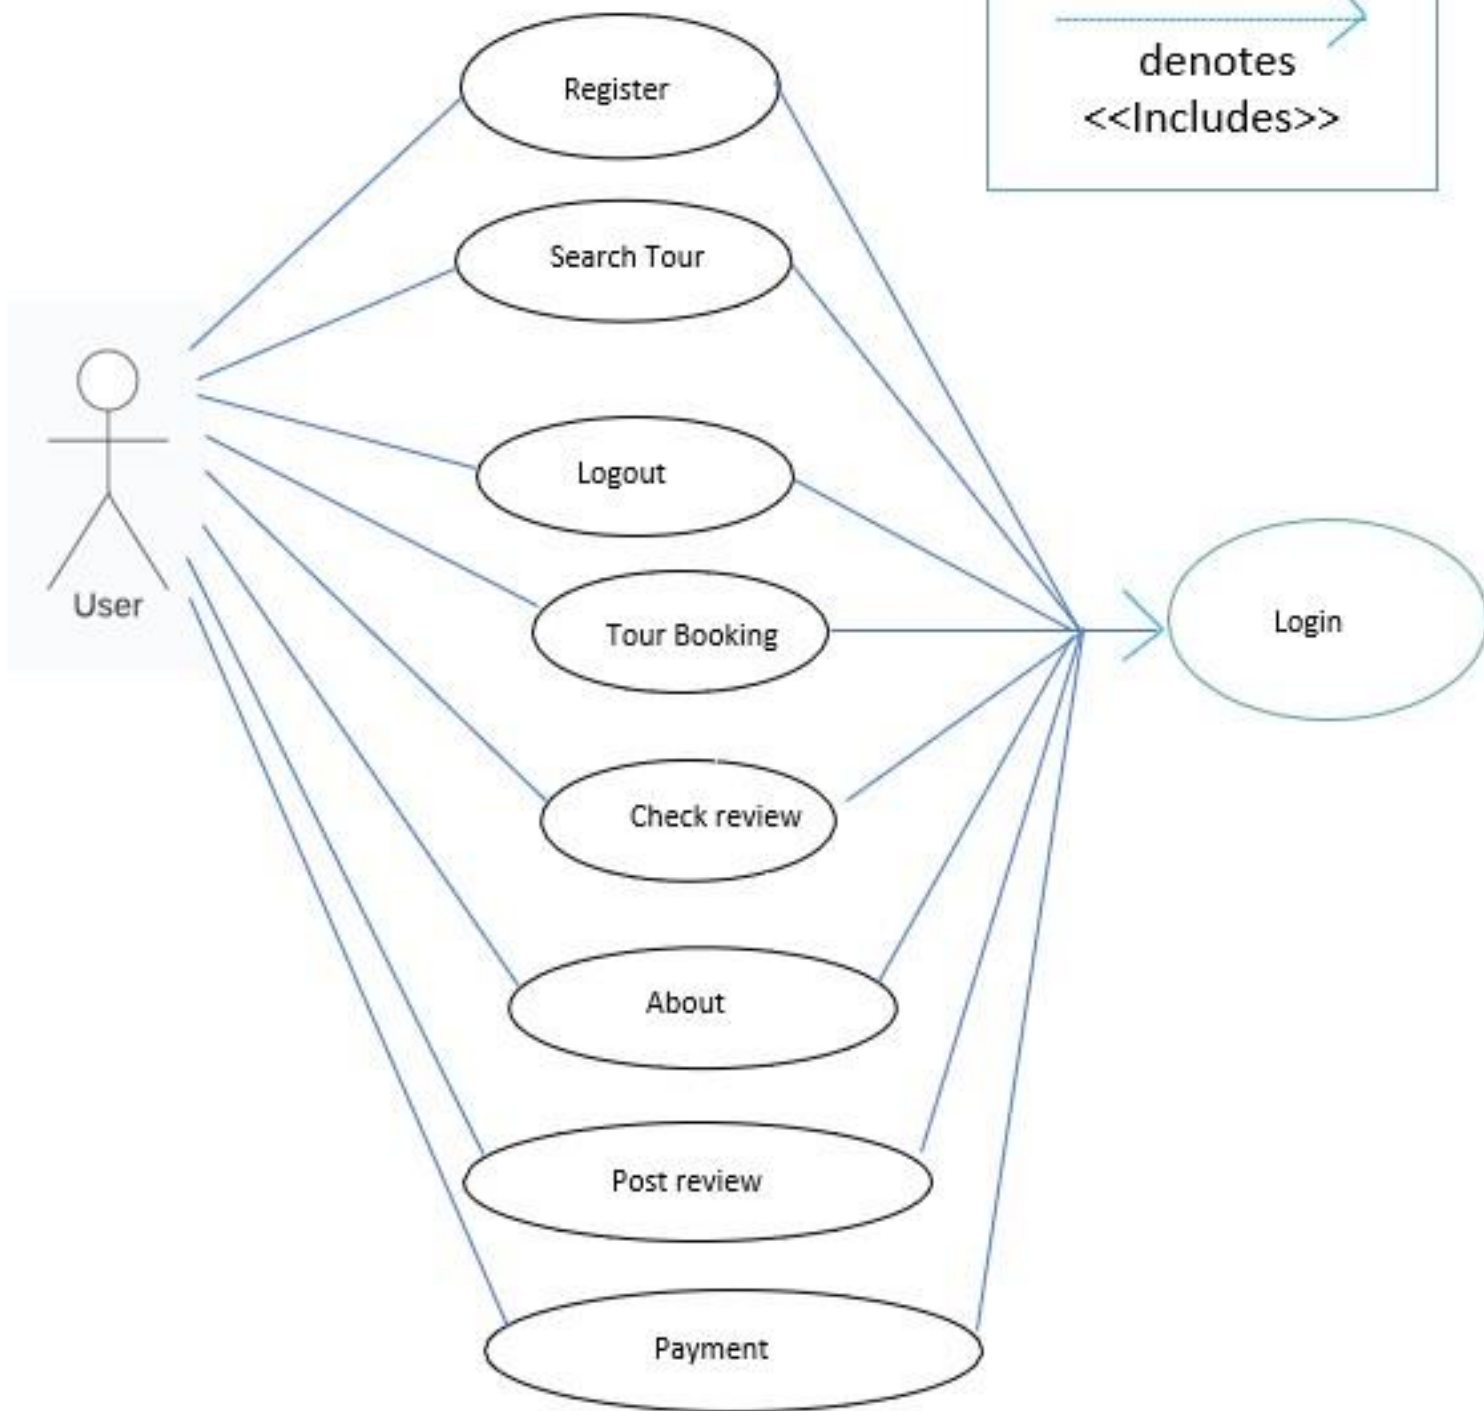 denotes
<<Includes>>
Register
Search Tour
Logout
User
Tour Booking
Login
Check review
About
Post review
Payment